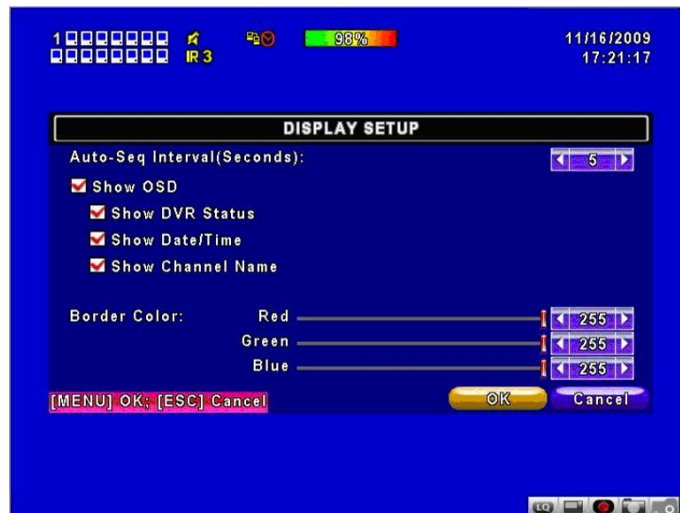 1
98%
11/16/2009
IR 3
17:21:17
DISPLAY SETUP
Auto-Seq Interval(Seconds): 5
Show OSD
Show DVR Status
Show Date/Time
Show Channel Name
Border Color: Red 255
Green 255
Blue 255
[MENU] OK; [ESC] Cancel OK Cancel
LQ